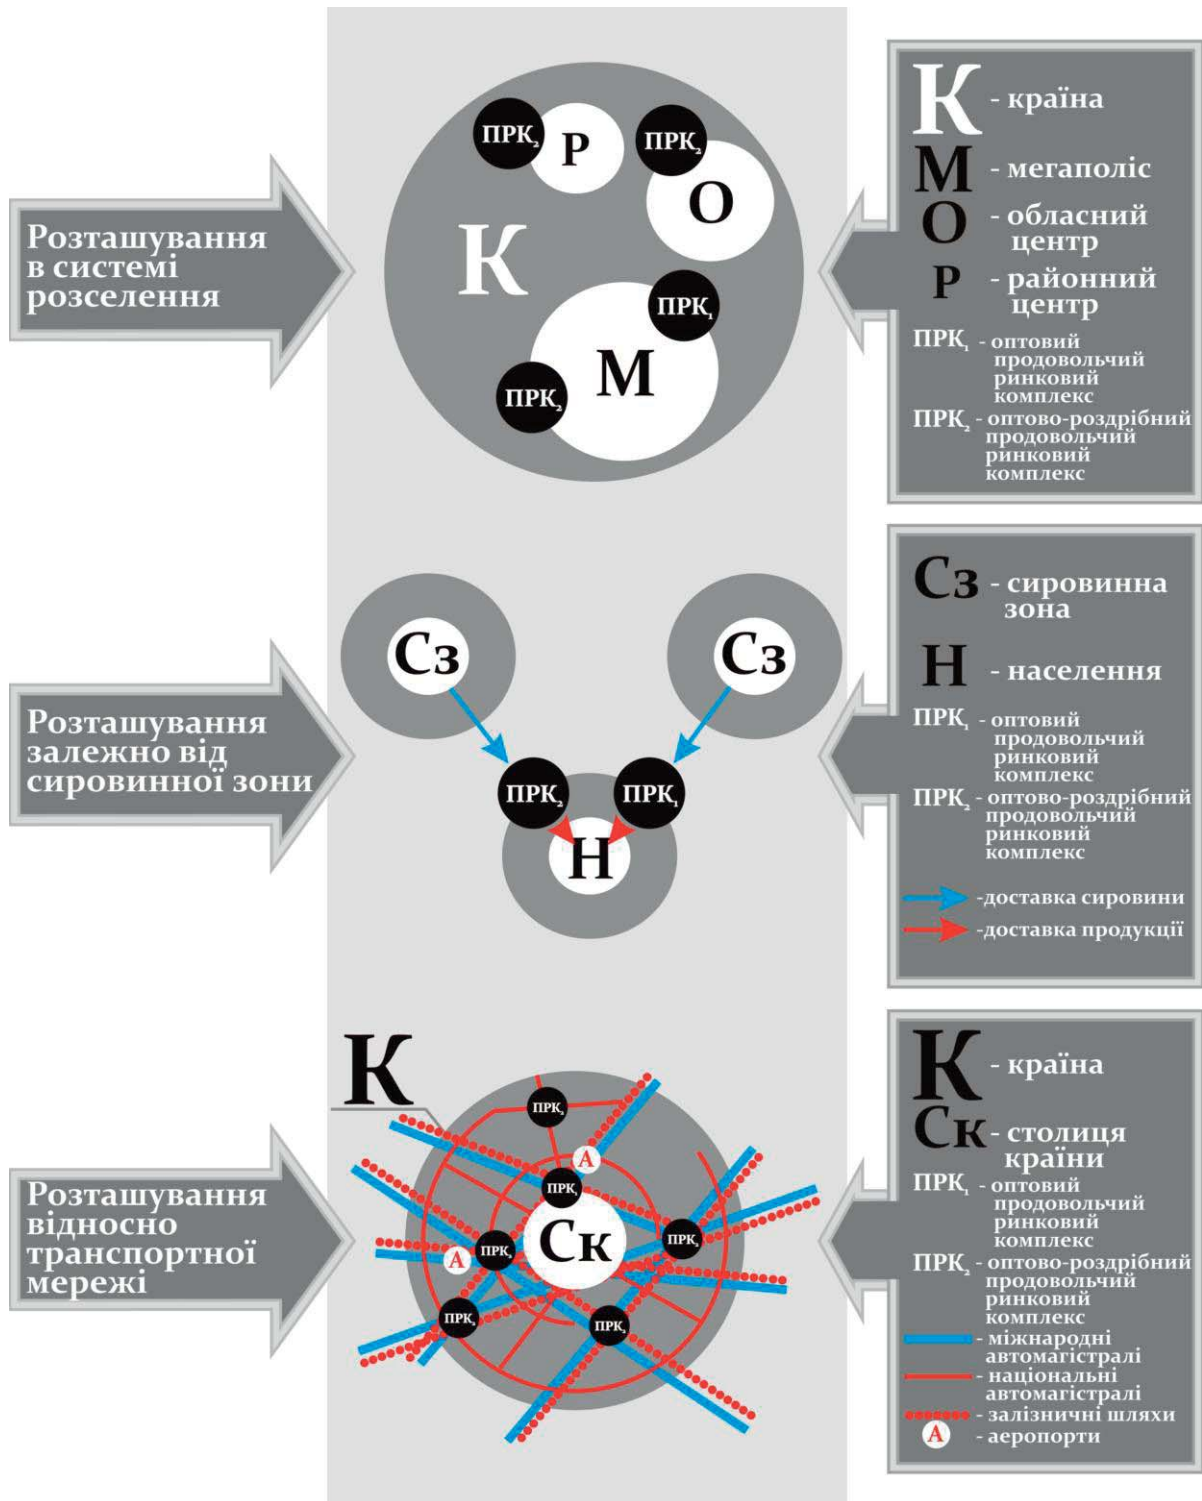 Розташування
в системі
розселення
ПРК₂
Р
ПРК₂
О
К
ПРК₁
М
ПРК₂
К - країна
М - мегаполіс
О - обласний
центр
Р - районний
центр
ПРК₁ - оптовий
продовольчий
ринковий
комплекс
ПРК₂ - оптово-роздрібний
продовольчий
ринковий
комплекс
Розташування
залежно від
сировинної зони
Сз
Сз
ПРК₂
ПРК₁
Н
Сз - сировинна
зона
Н - населення
ПРК₁ - оптовий
продовольчий
ринковий
комплекс
ПРК₂ - оптово-роздрібний
продовольчий
ринковий
комплекс
-доставка сировини
-доставка продукції
Розташування
відносно
транспортної
мережі
К
ПРК₂
А
ПРК₁
Ск
ПРК₂
ПРК₂
А
ПРК₂
ПРК₂
К - країна
Ск - столиця
країни
ПРК₁ - оптовий
продовольчий
ринковий
комплекс
ПРК₂ - оптово-роздрібний
продовольчий
ринковий
комплекс
- міжнародні
автомагістралі
- національні
автомагістралі
- залізничні шляхи
А - аеропорти